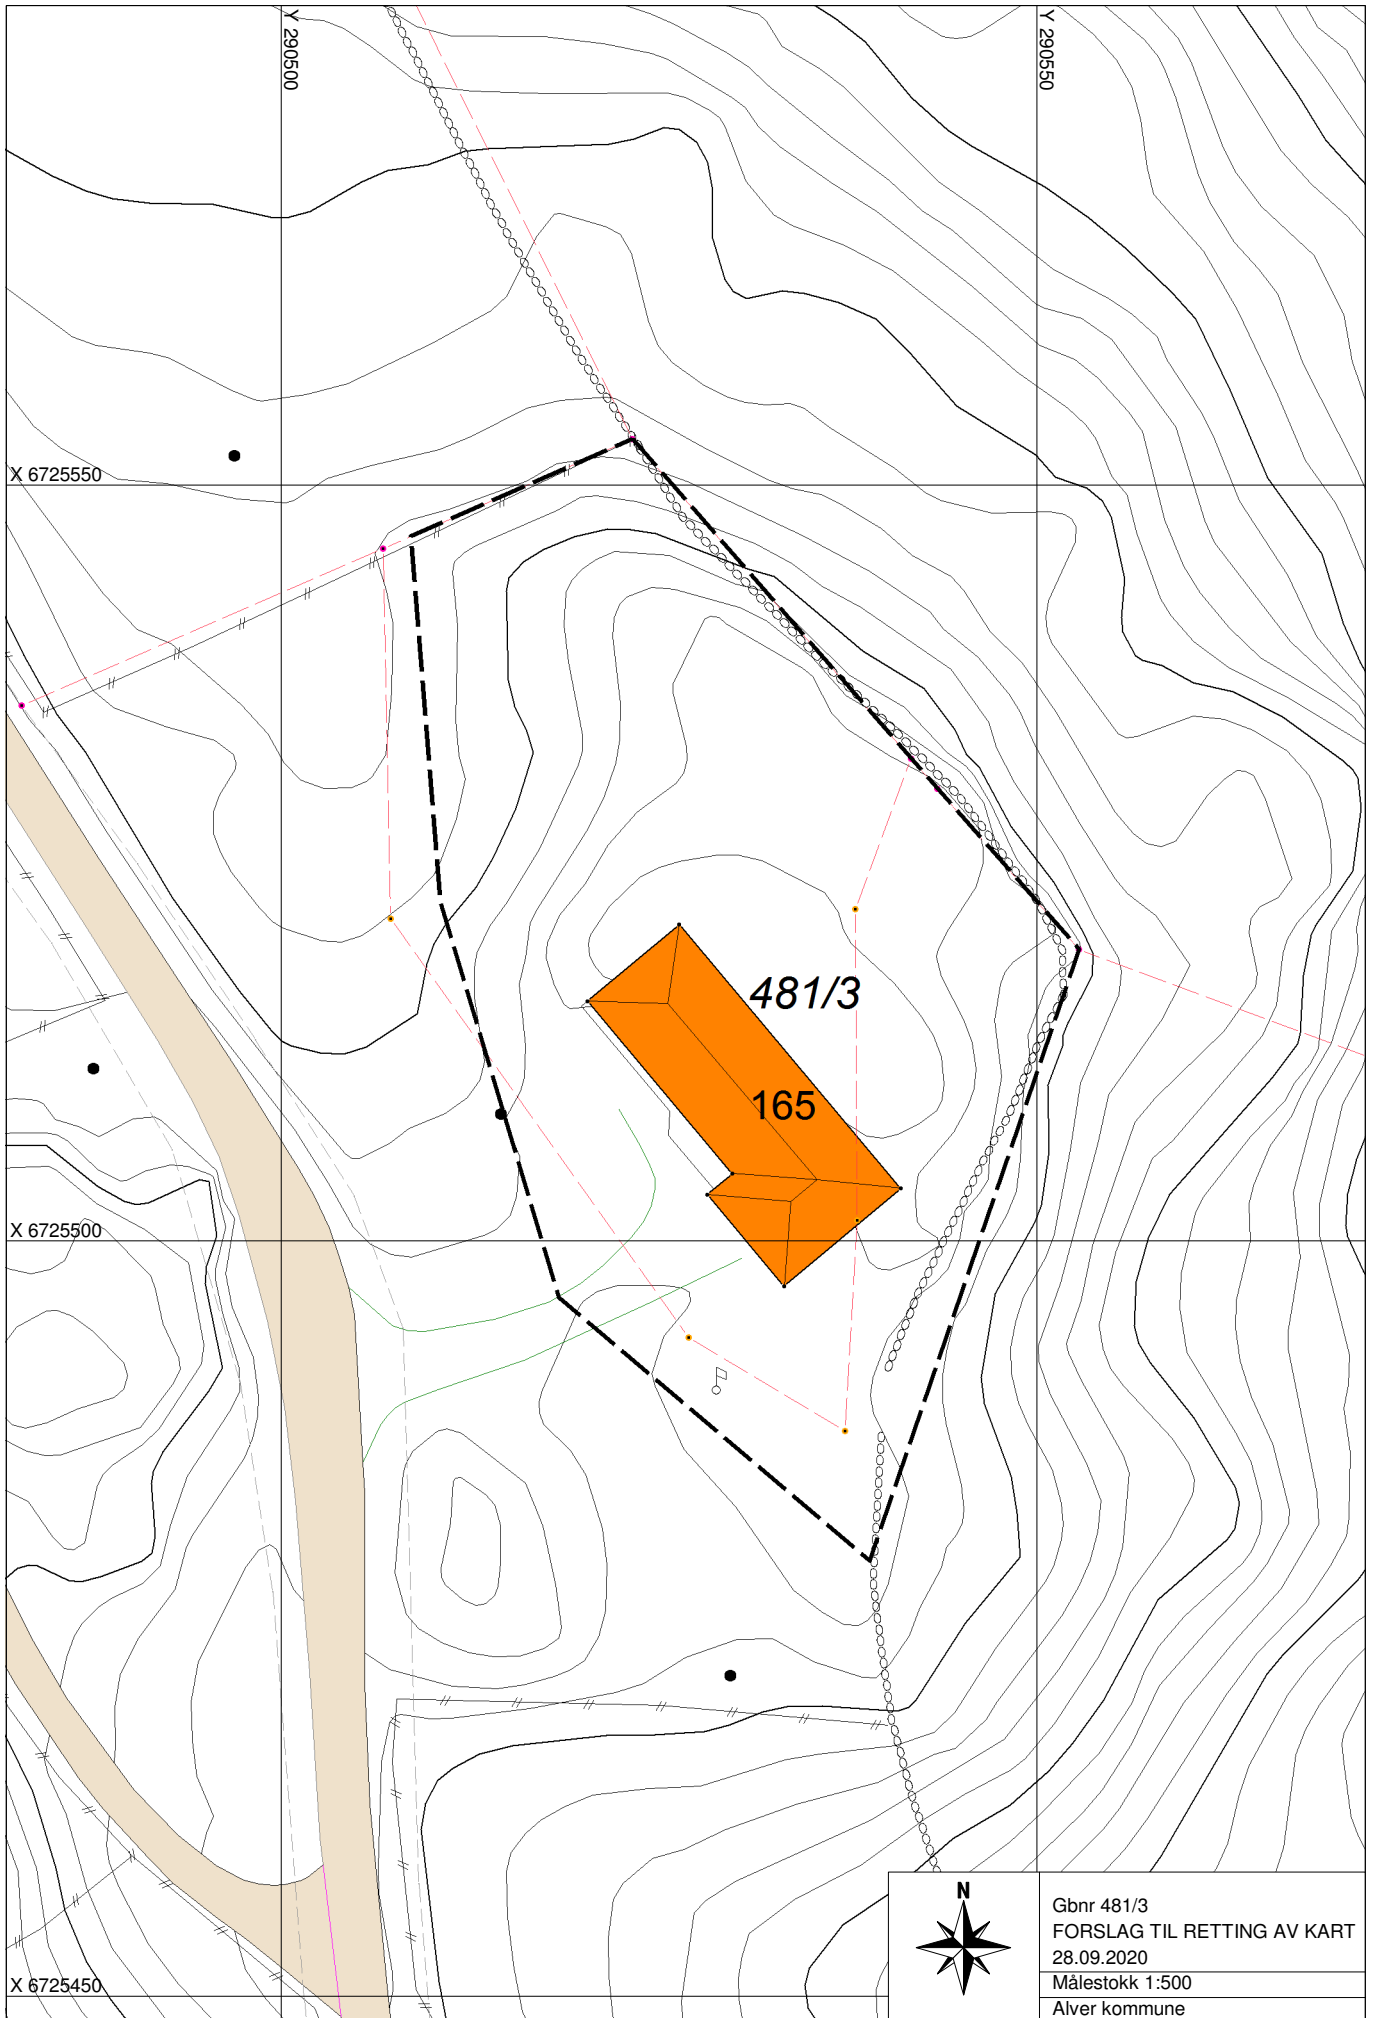 Y 290500
Y 290550
X 6725550
481/3
165
X 6725500
X 6725450
N
Gbnr 481/3
FORSLAG TIL RETTING AV KART
28.09.2020
Målestokk 1:500
Alver kommune